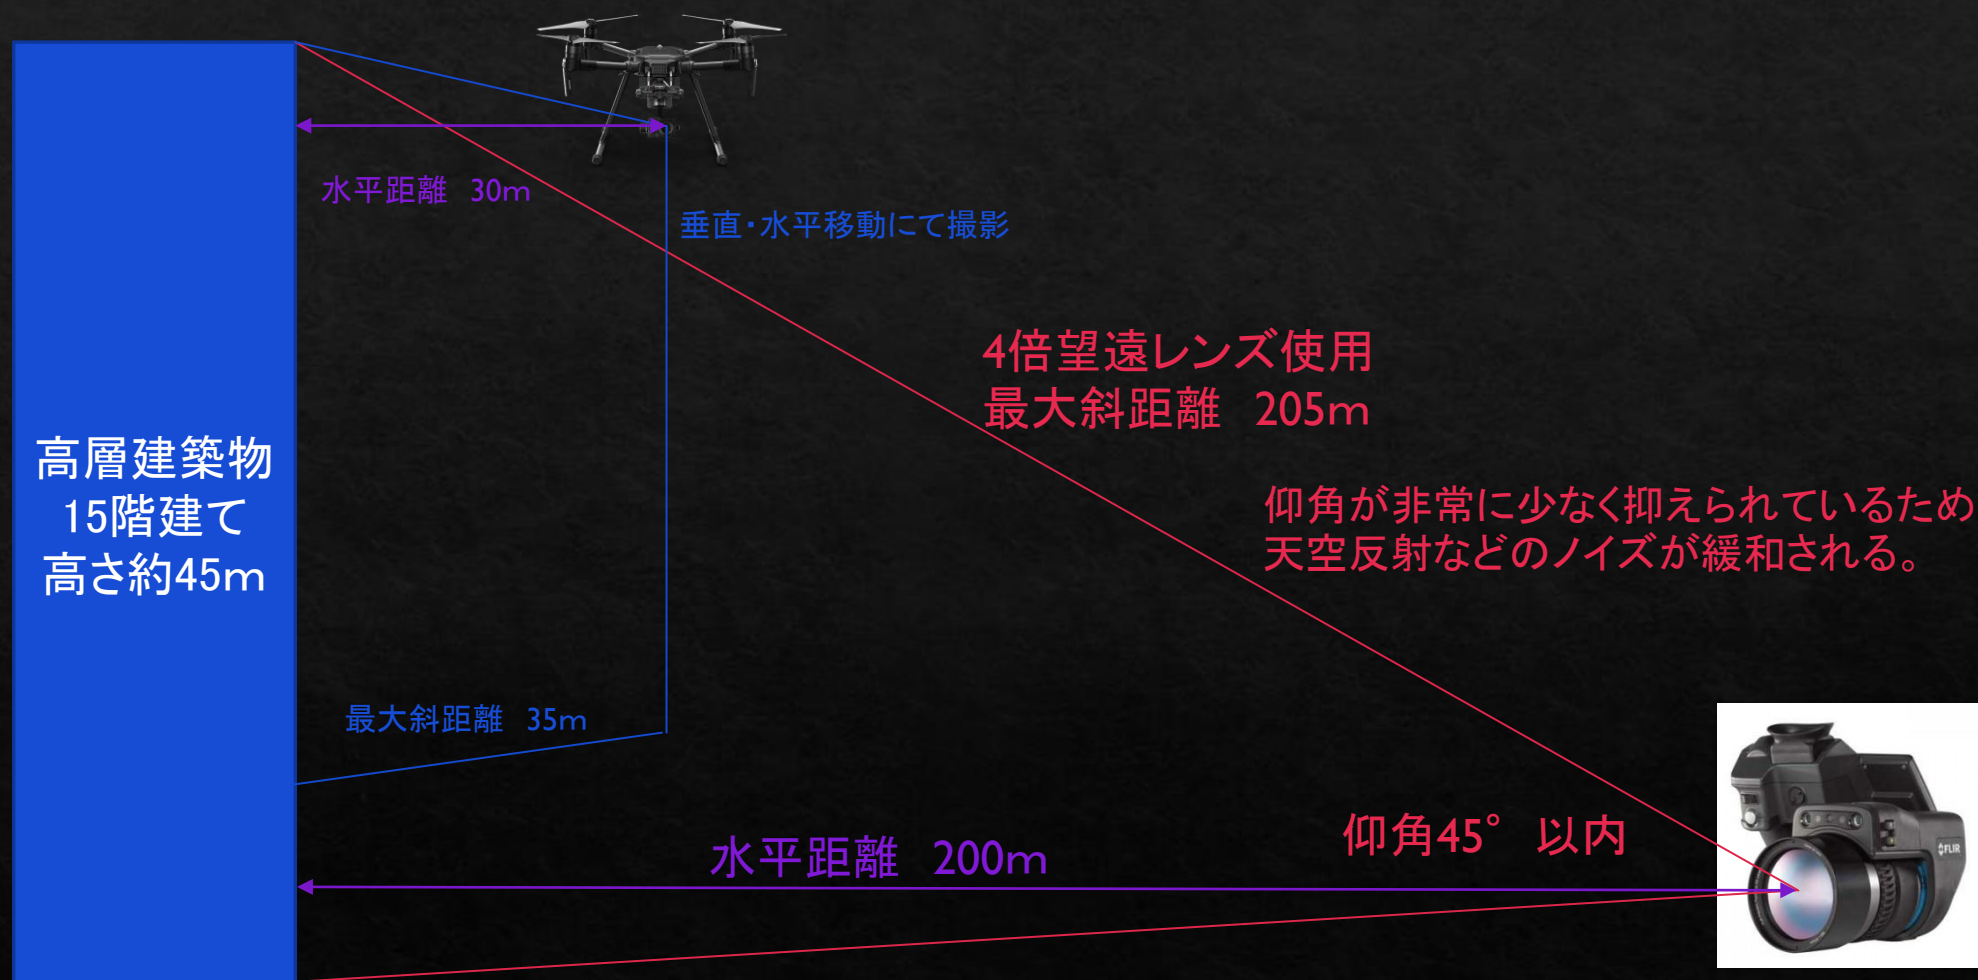 水平距離　30m
垂直・水平移動にて撮影
4倍望遠レンズ使用
最大斜距離　205m
高層建築物
15階建て
高さ約45m
仰角が非常に少なく抑えられているため
天空反射などのノイズが緩和される。
最大斜距離　35m
仰角45°以内
水平距離　200m
FLIR